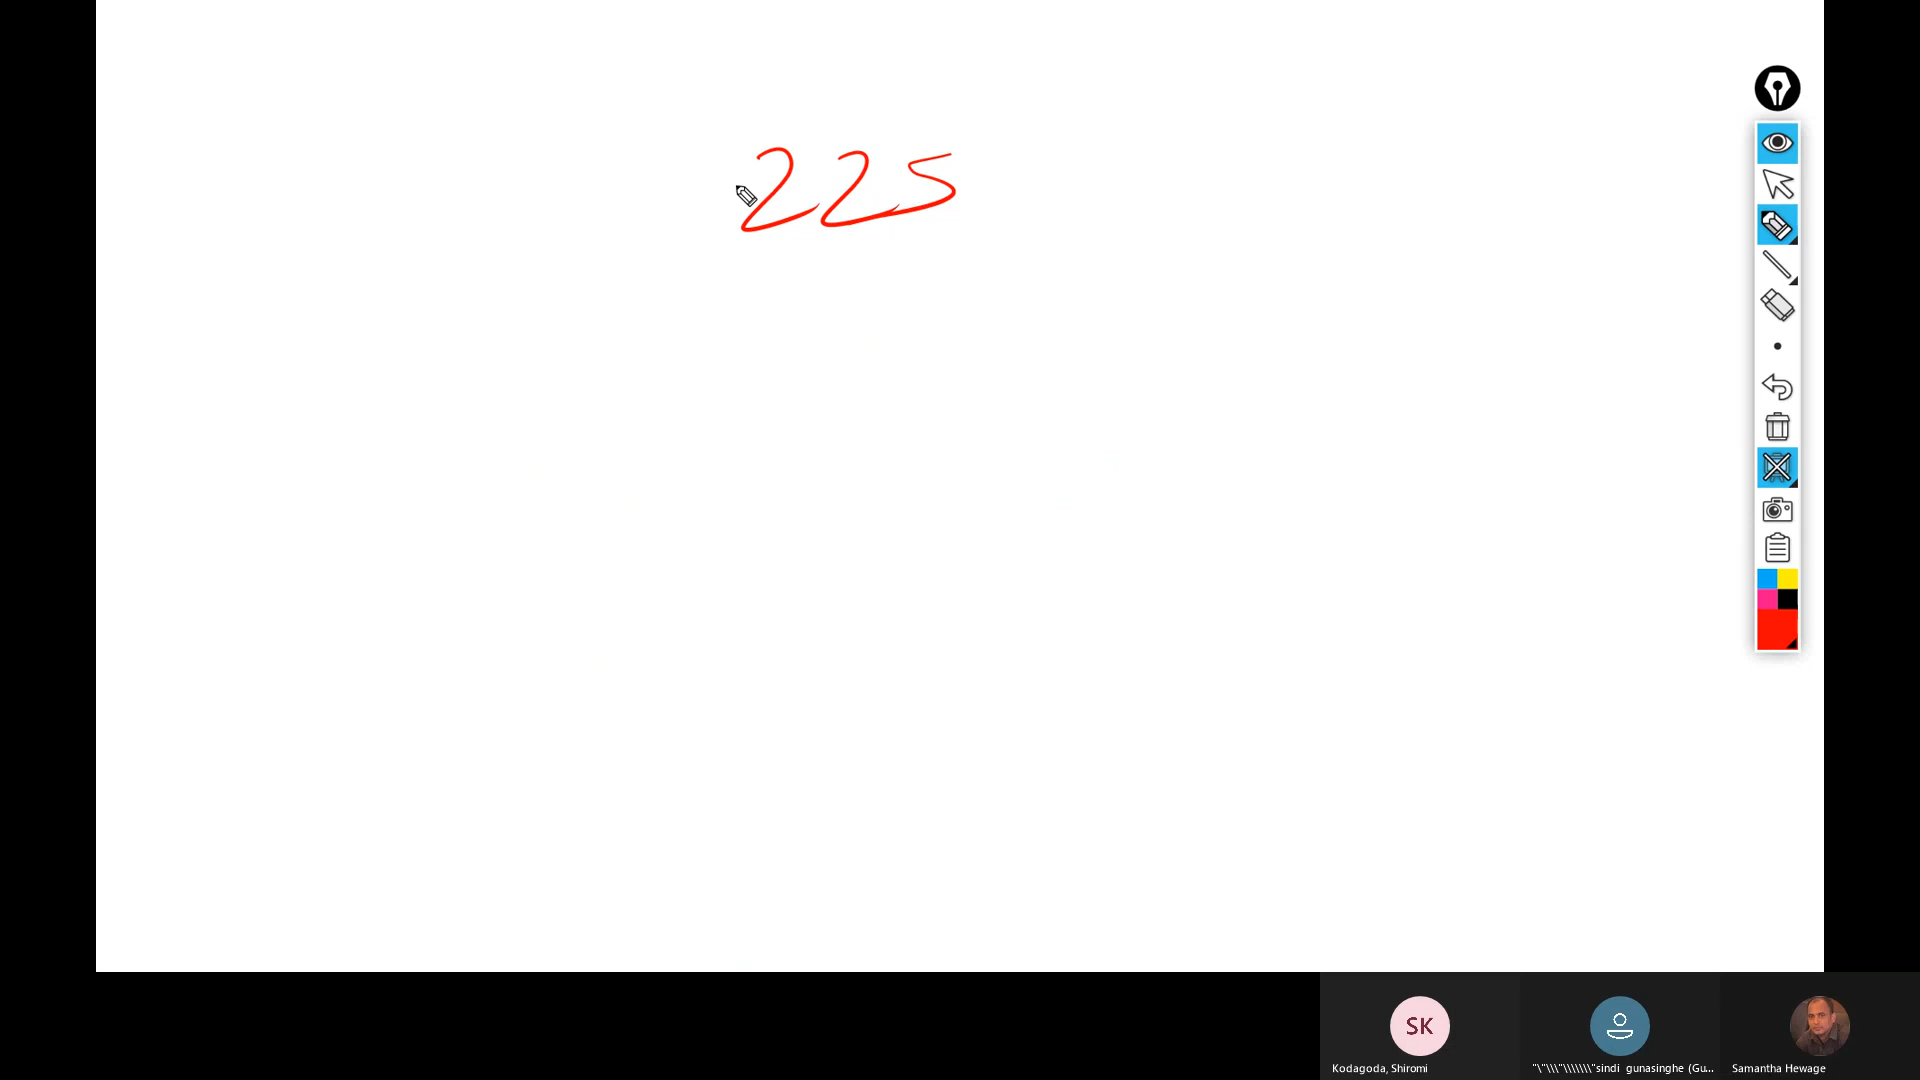 225
SK
Kodagoda, Shiromi
"\"\\\"\\\\\\\"sindi gunasinghe (Gu...
Samantha Hewage